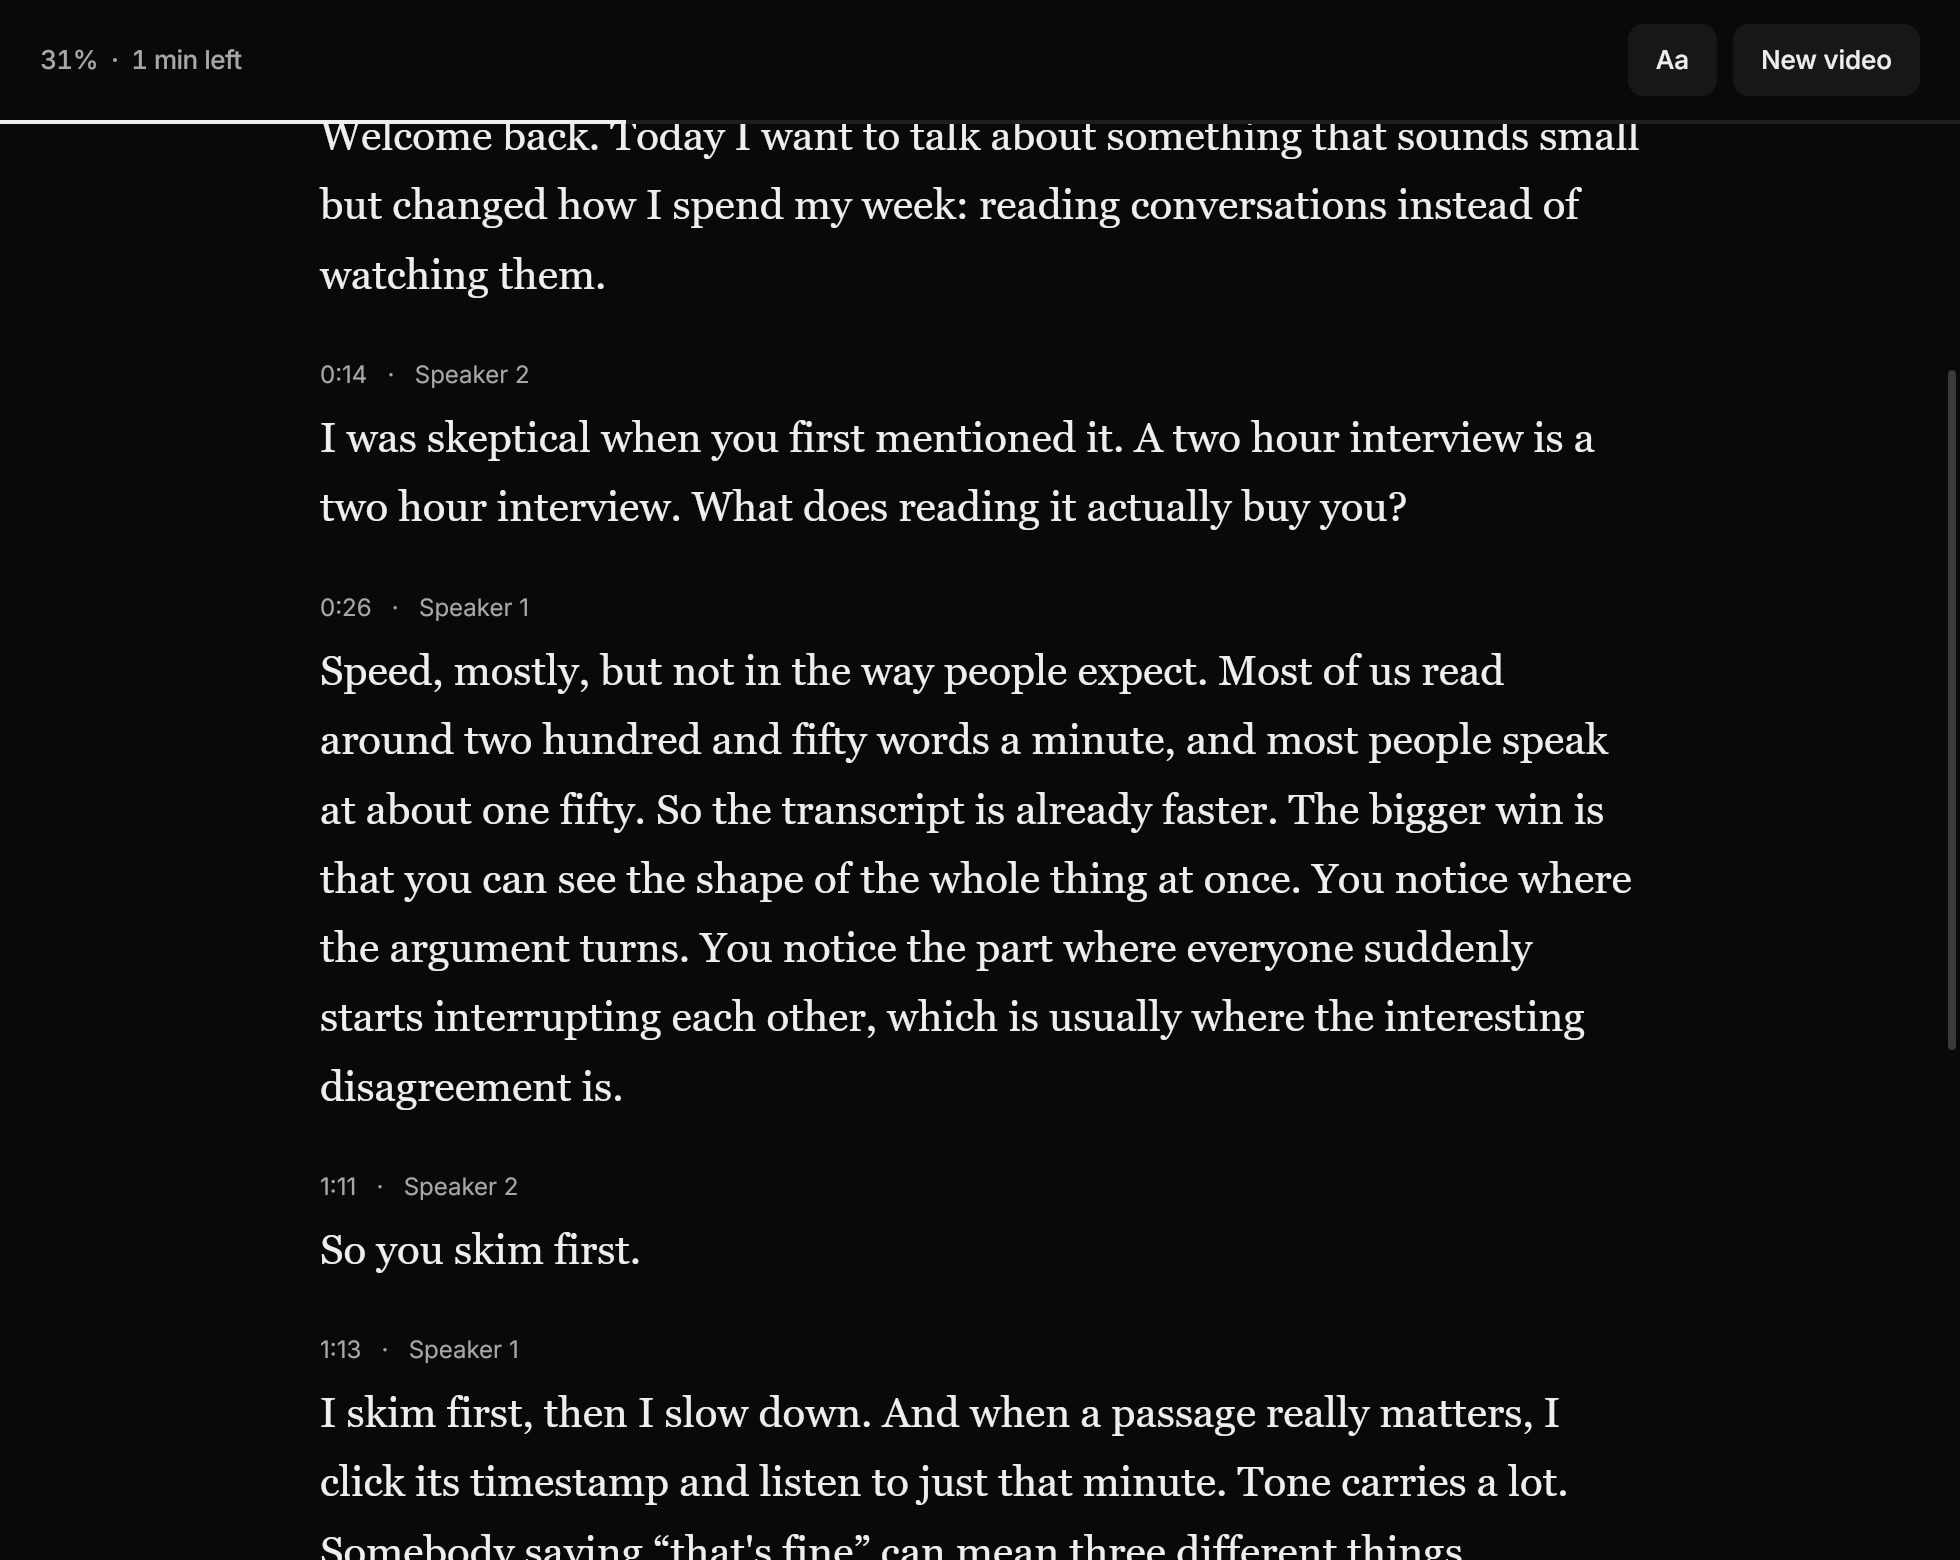 31% · 1 min left
Aa
New video
Welcome back. Today I want to talk about something that sounds small
but changed how I spend my week: reading conversations instead of
watching them.
0:14 · Speaker 2
I was skeptical when you first mentioned it. A two hour interview is a
two hour interview. What does reading it actually buy you?
0:26 · Speaker 1
Speed, mostly, but not in the way people expect. Most of us read
around two hundred and fifty words a minute, and most people speak
at about one fifty. So the transcript is already faster. The bigger win is
that you can see the shape of the whole thing at once. You notice where
the argument turns. You notice the part where everyone suddenly
starts interrupting each other, which is usually where the interesting
disagreement is.
1:11 · Speaker 2
So you skim first.
1:13 · Speaker 1
I skim first, then I slow down. And when a passage really matters, I
click its timestamp and listen to just that minute. Tone carries a lot.
Somebody saying “that's fine” can mean three different things.